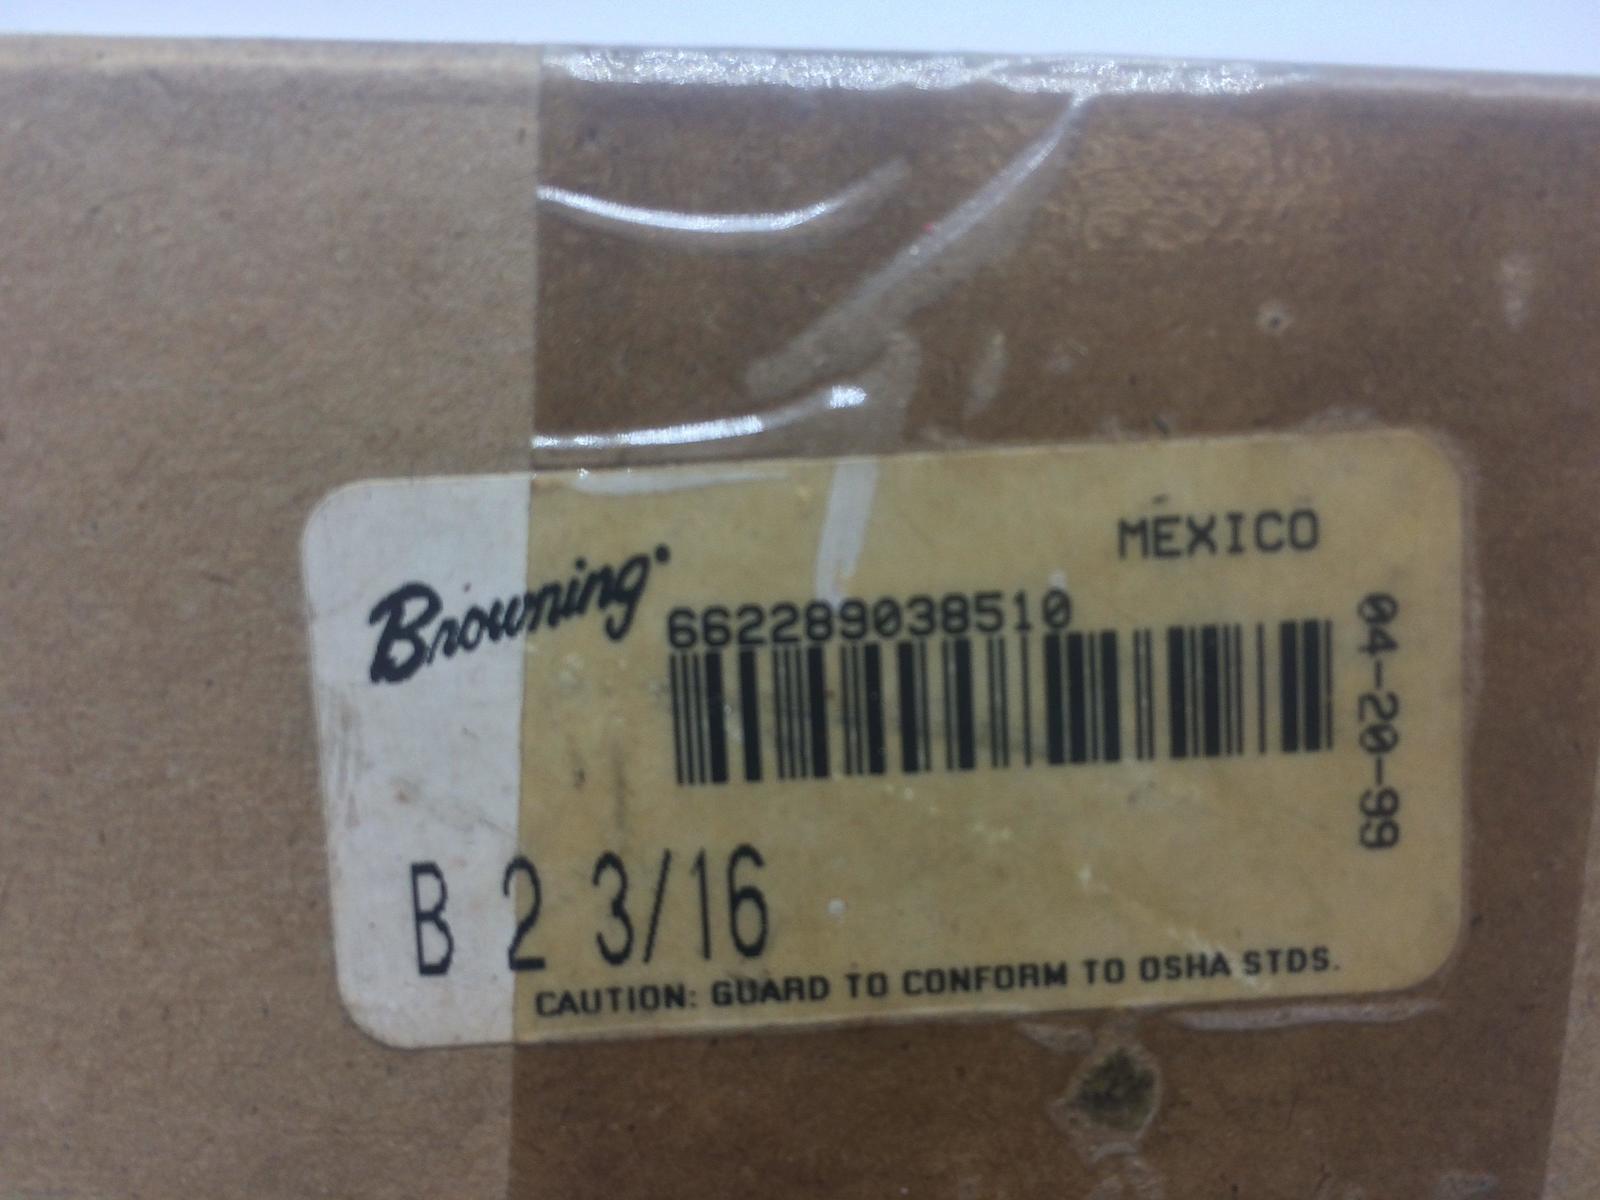 MEXICO
Browning
662289038510
04-20-99
B 2 3/16
CAUTION: GUARD TO CONFORM TO OSHA STDS.